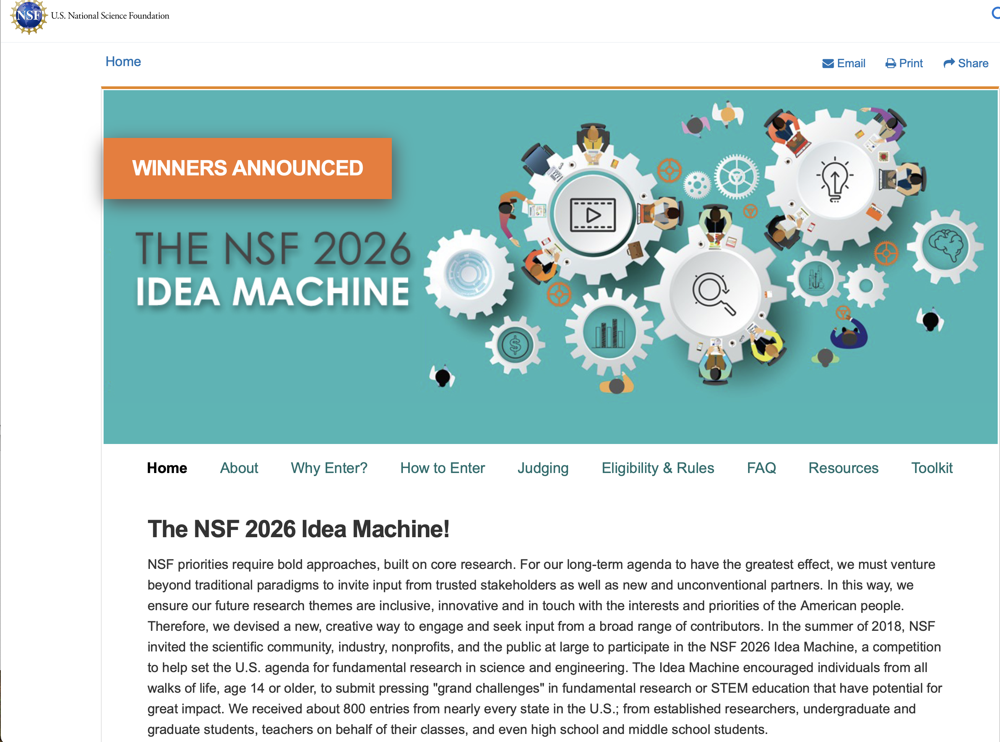 NSF U.S. National Science Foundation
Home
Email Print Share
WINNERS ANNOUNCED
THE NSF 2026
IDEA MACHINE
$
Home About Why Enter? How to Enter Judging Eligibility & Rules FAQ Resources Toolkit
The NSF 2026 Idea Machine!
NSF priorities require bold approaches, built on core research. For our long-term agenda to have the greatest effect, we must venture
beyond traditional paradigms to invite input from trusted stakeholders as well as new and unconventional partners. In this way, we
ensure our future research themes are inclusive, innovative and in touch with the interests and priorities of the American people.
Therefore, we devised a new, creative way to engage and seek input from a broad range of contributors. In the summer of 2018, NSF
invited the scientific community, industry, nonprofits, and the public at large to participate in the NSF 2026 Idea Machine, a competition
to help set the U.S. agenda for fundamental research in science and engineering. The Idea Machine encouraged individuals from all
walks of life, age 14 or older, to submit pressing "grand challenges" in fundamental research or STEM education that have potential for
great impact. We received about 800 entries from nearly every state in the U.S.; from established researchers, undergraduate and
graduate students, teachers on behalf of their classes, and even high school and middle school students.